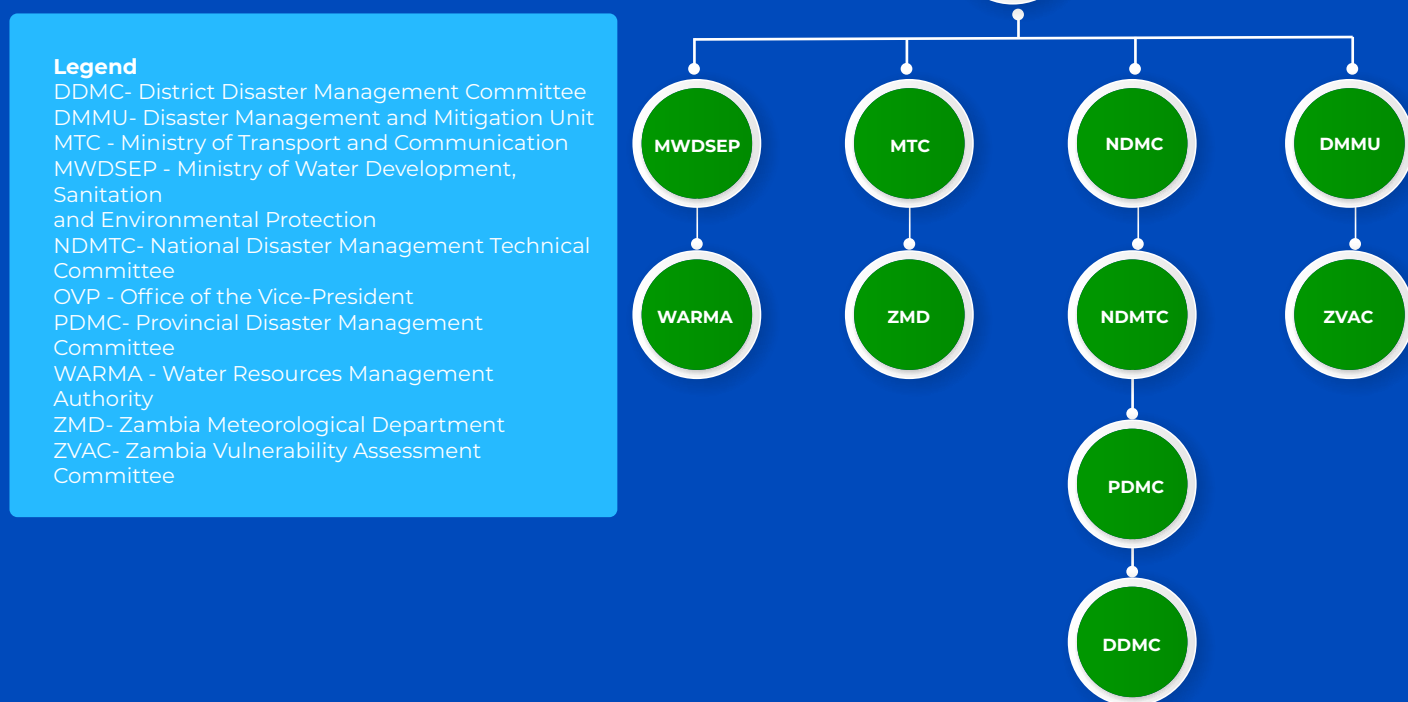 Legend
DDMC- District Disaster Management Committee
DMMU- Disaster Management and Mitigation Unit
MTC - Ministry of Transport and Communication
MWDSEP - Ministry of Water Development,
Sanitation
and Environmental Protection
NDMTC- National Disaster Management Technical
Committee
OVP - Office of the Vice-President
PDMC- Provincial Disaster Management
Committee
WARMA - Water Resources Management
Authority
ZMD- Zambia Meteorological Department
ZVAC- Zambia Vulnerability Assessment
Committee
MWDSEP
MTC
NDMC
DMMU
WARMA
ZMD
NDMTC
ZVAC
PDMC
DDMC